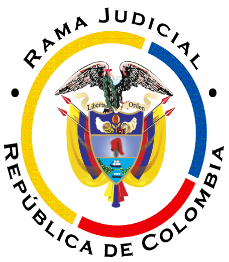 RAMA JUDICIAL
Libertad y Orden
REPÚBLICA DE COLOMBIA